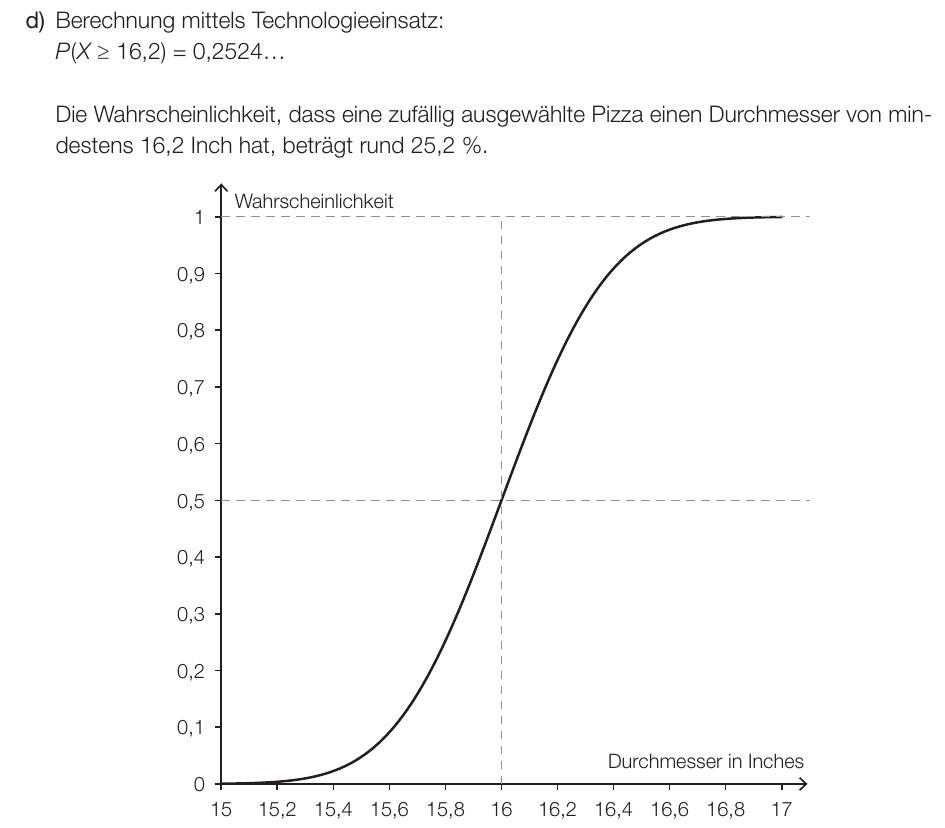 d) Berechnung mittels Technologieeinsatz:
P(X ≥ 16,2) = 0,2524…
Die Wahrscheinlichkeit, dass eine zufällig ausgewählte Pizza einen Durchmesser von min-
destens 16,2 Inch hat, beträgt rund 25,2 %.
Wahrscheinlichkeit
1
0,9
0,8
0,7
0,6
0,5
0,4
0,3
0,2
0,1
0
Durchmesser in Inches
15 15,2 15,4 15,6 15,8 16 16,2 16,4 16,6 16,8 17